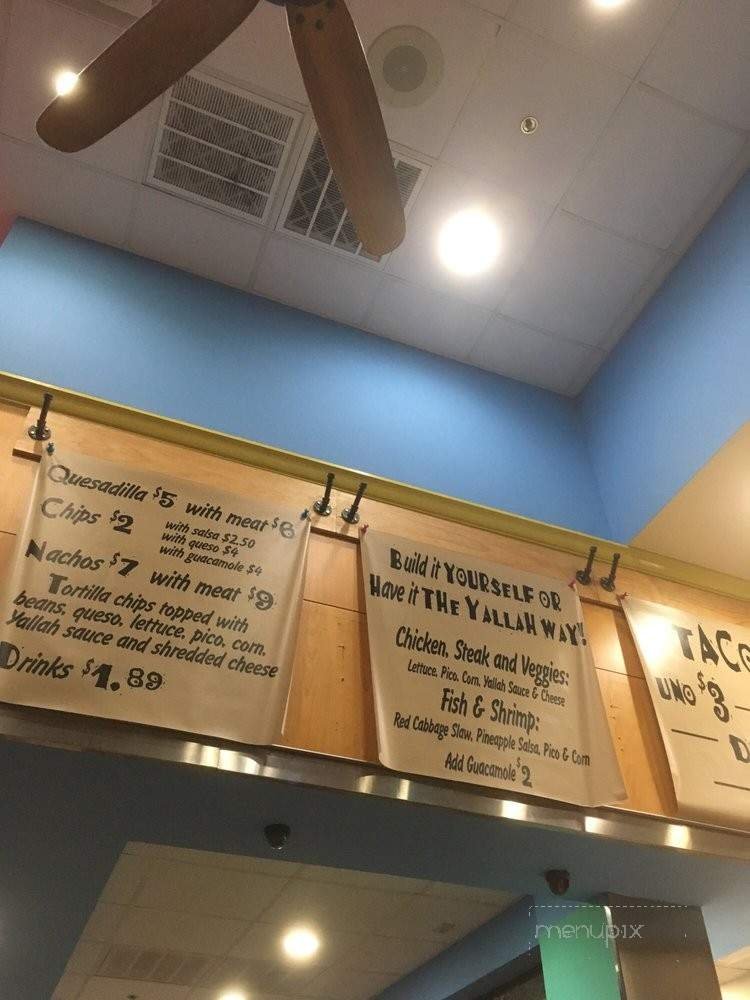 Quesadilla $5 with meat $6
Chips $2
with salsa $2.50
with queso $4
with guacamole $4
Nachos $7 with meat $9
Tortilla chips topped with
beans, queso, lettuce, pico, corn,
Yallah sauce and shredded cheese
Drinks $1.89
Build it YOURSELF OR
Have it THE YALLAH WAY!!
Chicken, Steak and Veggies:
Lettuce, Pico, Corn, Yallah Sauce & Cheese
Fish & Shrimp:
Red Cabbage Slaw, Pineapple Salsa, Pico & Corn
Add Guacamole $2
TACO
UNO $3
D
menupix